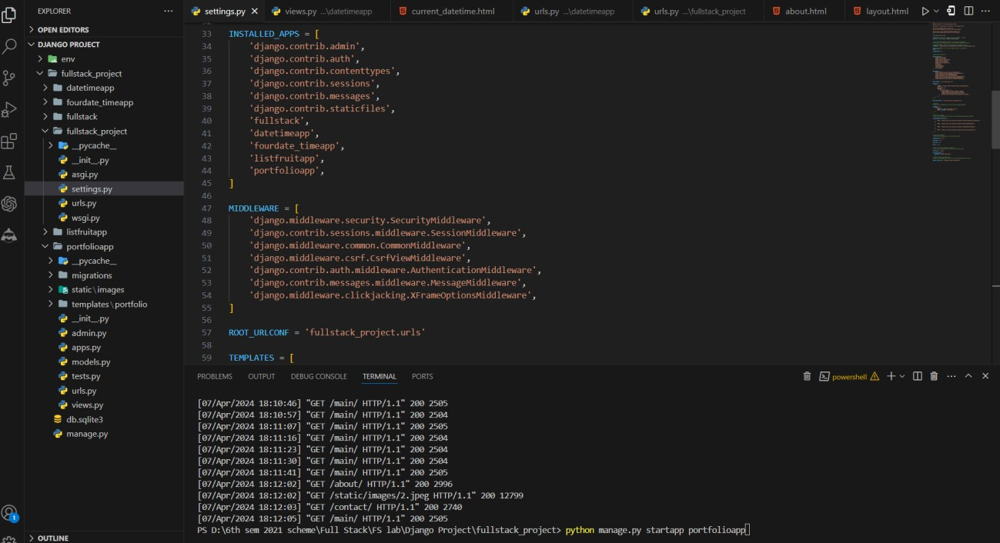 EXPLORER ...
OPEN EDITORS
DJANGO PROJECT
env
fullstack_project
datetimeapp
fourdate_timeapp
fullstack
fullstack_project
__pycache__
__init__.py
asgi.py
settings.py
urls.py
wsgi.py
listfruitapp
portfolioapp
__pycache__
migrations
static\images
templates\portfolio
__init__.py
admin.py
apps.py
models.py
tests.py
urls.py
views.py
db.sqlite3
manage.py
OUTLINE
1
settings.py views.py ...\datetimeapp current_datetime.html urls.py ...\datetimeapp urls.py ...\fullstack_project about.html layout.html
33 INSTALLED_APPS = [
34 'django.contrib.admin',
35 'django.contrib.auth',
36 'django.contrib.contenttypes',
37 'django.contrib.sessions',
38 'django.contrib.messages',
39 'django.contrib.staticfiles',
40 'fullstack',
41 'datetimeapp',
42 'fourdate_timeapp',
43 'listfruitapp',
44 'portfolioapp',
45 ]
46
47 MIDDLEWARE = [
48 'django.middleware.security.SecurityMiddleware',
49 'django.contrib.sessions.middleware.SessionMiddleware',
50 'django.middleware.common.CommonMiddleware',
51 'django.middleware.csrf.CsrfViewMiddleware',
52 'django.contrib.auth.middleware.AuthenticationMiddleware',
53 'django.contrib.messages.middleware.MessageMiddleware',
54 'django.middleware.clickjacking.XFrameOptionsMiddleware',
55 ]
56
57 ROOT_URLCONF = 'fullstack_project.urls'
58
59 TEMPLATES = [
PROBLEMS OUTPUT DEBUG CONSOLE TERMINAL PORTS powershell
[07/Apr/2024 18:10:46] "GET /main/ HTTP/1.1" 200 2505
[07/Apr/2024 18:10:57] "GET /main/ HTTP/1.1" 200 2504
[07/Apr/2024 18:11:07] "GET /main/ HTTP/1.1" 200 2505
[07/Apr/2024 18:11:16] "GET /main/ HTTP/1.1" 200 2504
[07/Apr/2024 18:11:23] "GET /main/ HTTP/1.1" 200 2504
[07/Apr/2024 18:11:30] "GET /main/ HTTP/1.1" 200 2504
[07/Apr/2024 18:11:41] "GET /main/ HTTP/1.1" 200 2505
[07/Apr/2024 18:12:02] "GET /about/ HTTP/1.1" 200 2996
[07/Apr/2024 18:12:02] "GET /static/images/2.jpeg HTTP/1.1" 200 12799
[07/Apr/2024 18:12:03] "GET /contact/ HTTP/1.1" 200 2740
[07/Apr/2024 18:12:05] "GET /main/ HTTP/1.1" 200 2505
PS D:\6th sem 2021 scheme\Full Stack\FS lab\Django Project\fullstack_project> python manage.py startapp portfolioapp